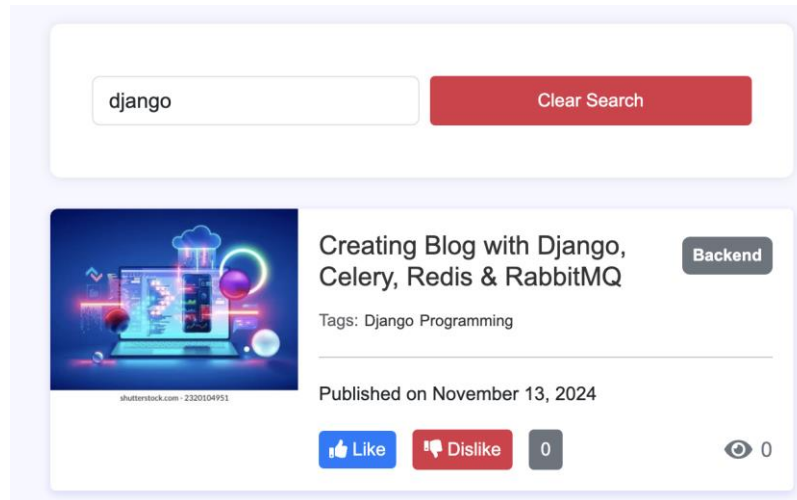 django
Clear Search
Creating Blog with Django,
Celery, Redis & RabbitMQ
Backend
Tags: Django Programming
shutterstock.com · 2320104951
Published on November 13, 2024
Like
Dislike
0
0